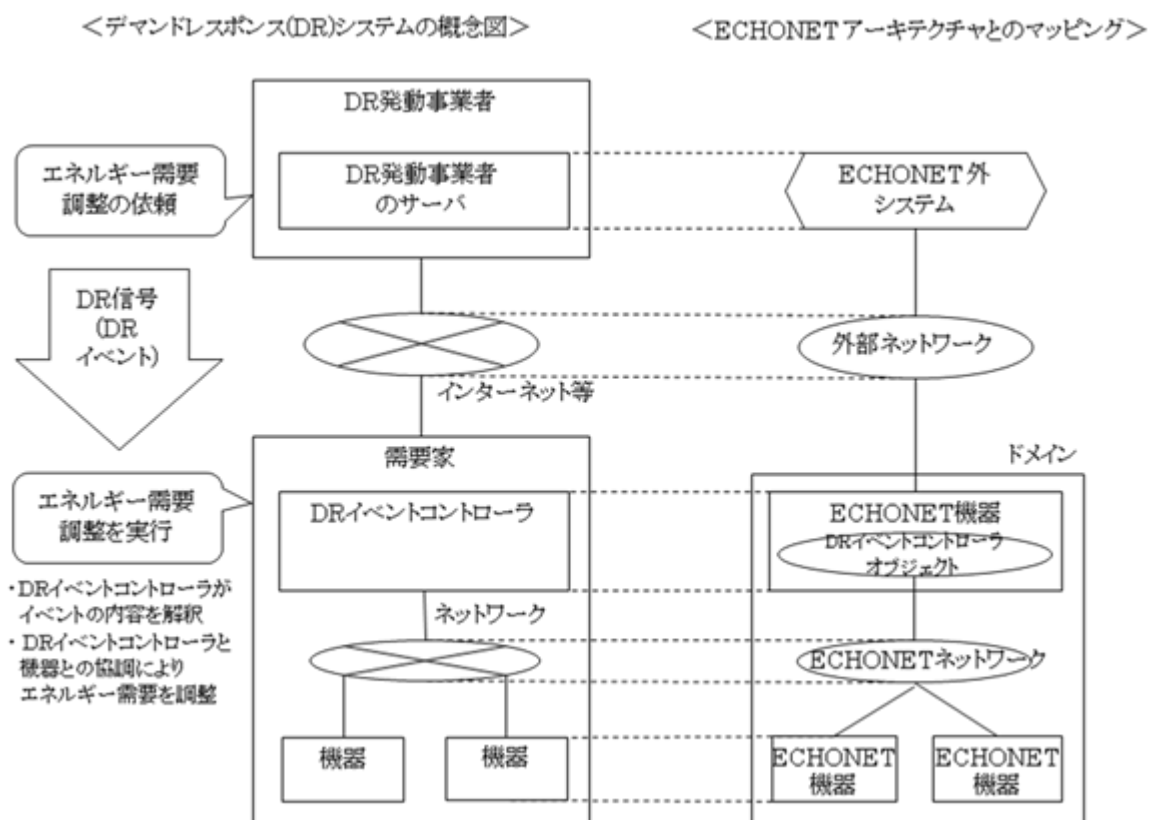 ＜デマンドレスポンス(DR)システムの概念図＞
＜ECHONETアーキテクチャとのマッピング＞
DR発動事業者
エネルギー需要
調整の依頼
DR発動事業者
のサーバ
ECHONET外
システム
DR信号
(DR
イベント)
外部ネットワーク
インターネット等
需要家
ドメイン
エネルギー需要
調整を実行
DRイベントコントローラ
ECHONET機器
DRイベントコントローラ
オブジェクト
・DRイベントコントローラが
イベントの内容を解釈
・DRイベントコントローラと
機器との協調により
エネルギー需要を調整
ネットワーク
ECHONETネットワーク
機器
機器
ECHONET
機器
ECHONET
機器